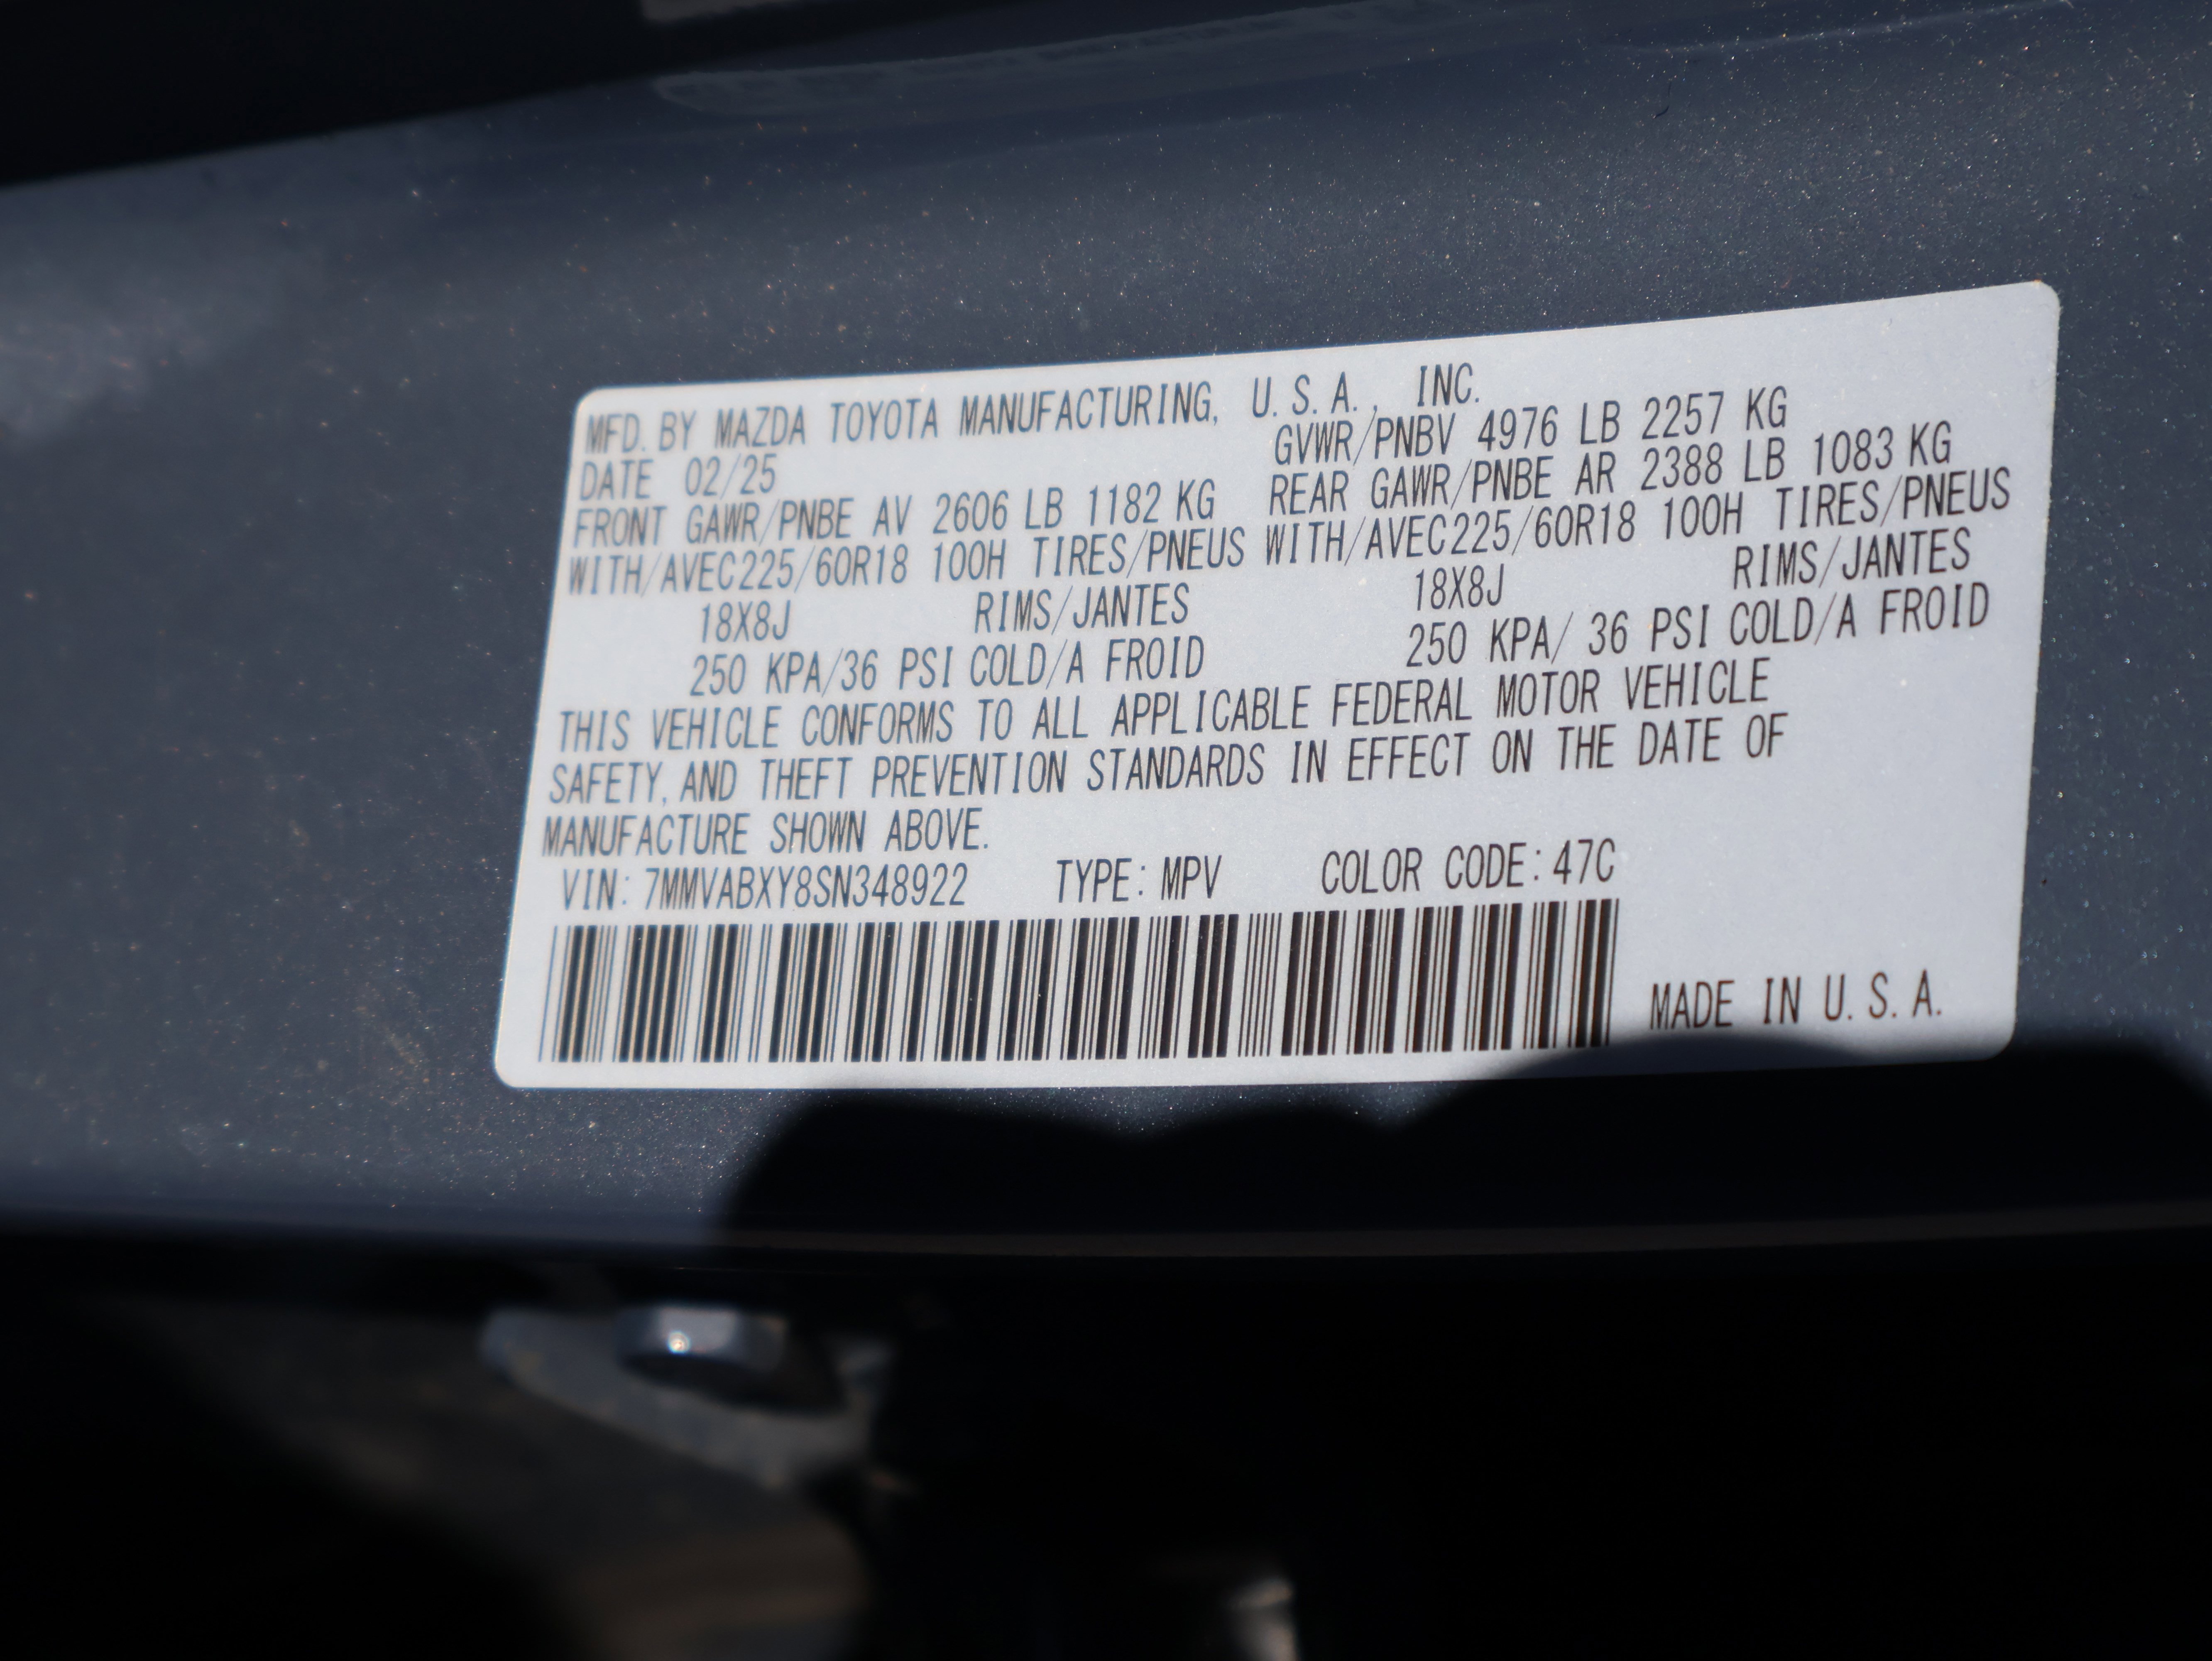 MFD. BY MAZDA TOYOTA MANUFACTURING, U.S.A., INC.
DATE 02/25 GVWR/PNBV 4976 LB 2257 KG
FRONT GAWR/PNBE AV 2606 LB 1182 KG REAR GAWR/PNBE AR 2388 LB 1083 KG
WITH/AVEC225/60R18 100H TIRES/PNEUS WITH/AVEC225/60R18 100H TIRES/PNEUS
18X8J RIMS/JANTES 18X8J RIMS/JANTES
250 KPA/36 PSI COLD/A FROID 250 KPA/ 36 PSI COLD/A FROID
THIS VEHICLE CONFORMS TO ALL APPLICABLE FEDERAL MOTOR VEHICLE
SAFETY, AND THEFT PREVENTION STANDARDS IN EFFECT ON THE DATE OF
MANUFACTURE SHOWN ABOVE.
VIN: 7MMVABXY8SN348922 TYPE: MPV COLOR CODE: 47C
MADE IN U.S.A.